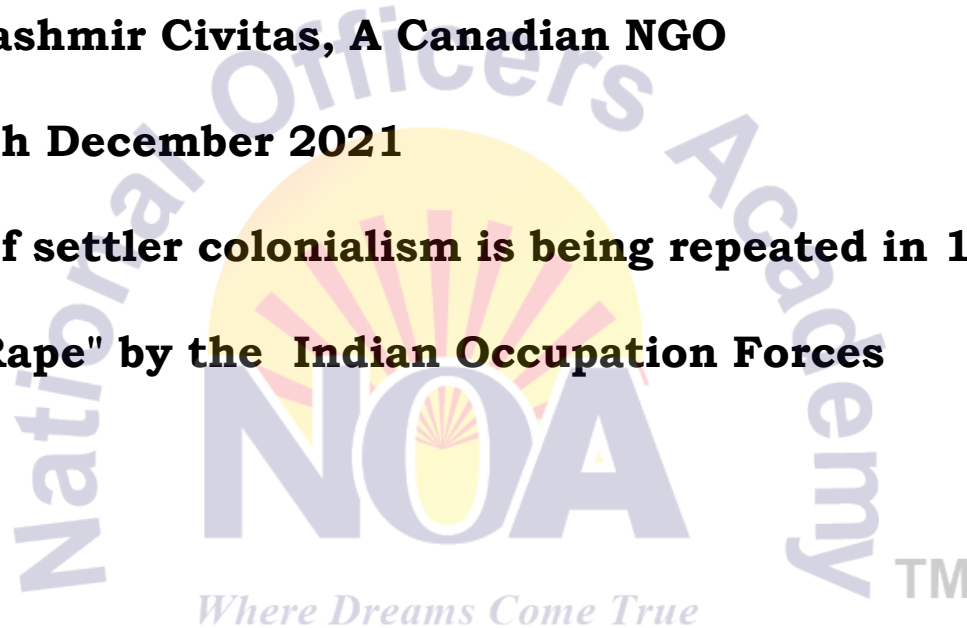 ashmir Civitas, A Canadian NGO
h December 2021
f settler colonialism is being repeated in 1
Rape" by the Indian Occupation Forces
National Officers Academy
NOA
TM
Where Dreams Come True